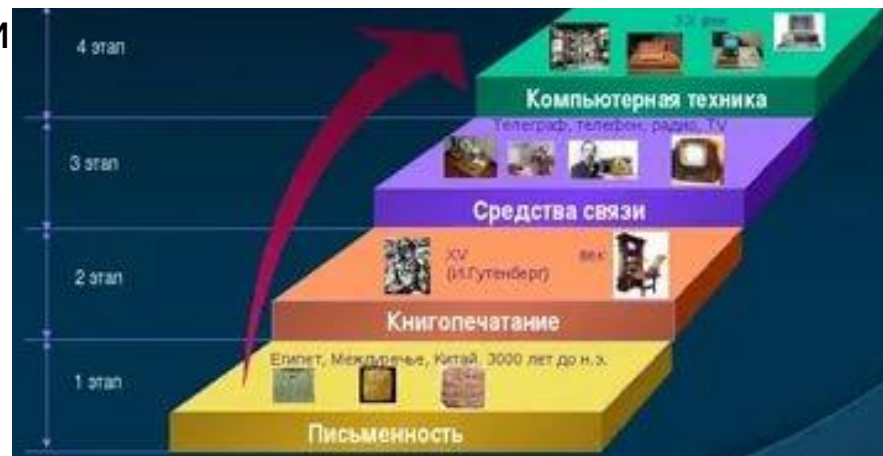 и
4 этап
XX век
Компьютерная техника
3 этап
Телеграф, телефон, радио, TV
Средства связи
2 этап
XV век
(И.Гутенберг)
Книгопечатание
1 этап
Египет, Междуречье, Китай. 3000 лет до н.э.
Письменность